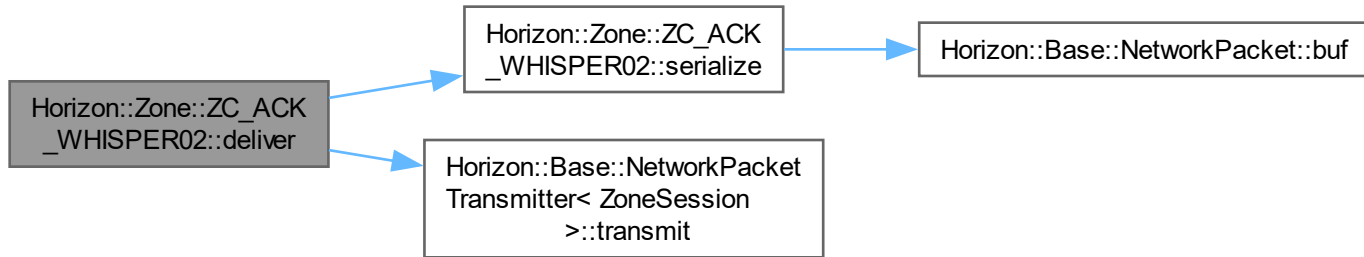 Horizon::Zone::ZC_ACK
_WHISPER02::deliver
Horizon::Zone::ZC_ACK
_WHISPER02::serialize
Horizon::Base::NetworkPacket::buf
Horizon::Base::NetworkPacket
Transmitter< ZoneSession
>::transmit